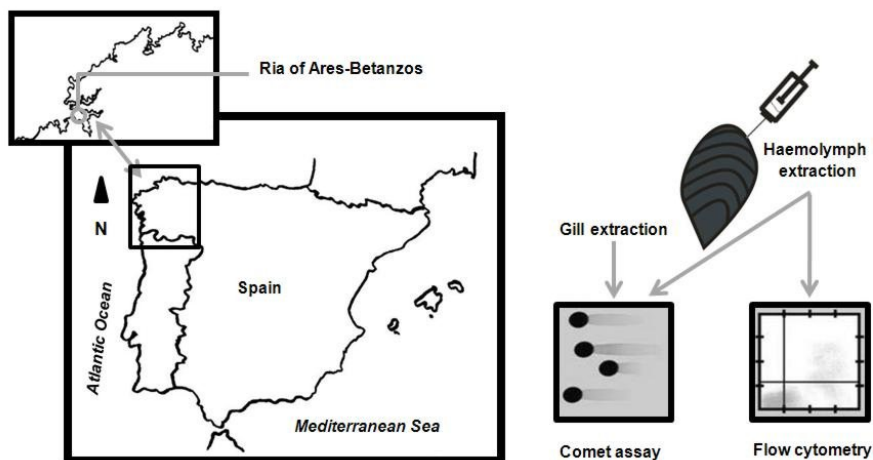 Ria of Ares-Betanzos
N
Atlantic Ocean
Spain
Mediterranean Sea
Haemolymph
extraction
Gill extraction
Comet assay
Flow cytometry